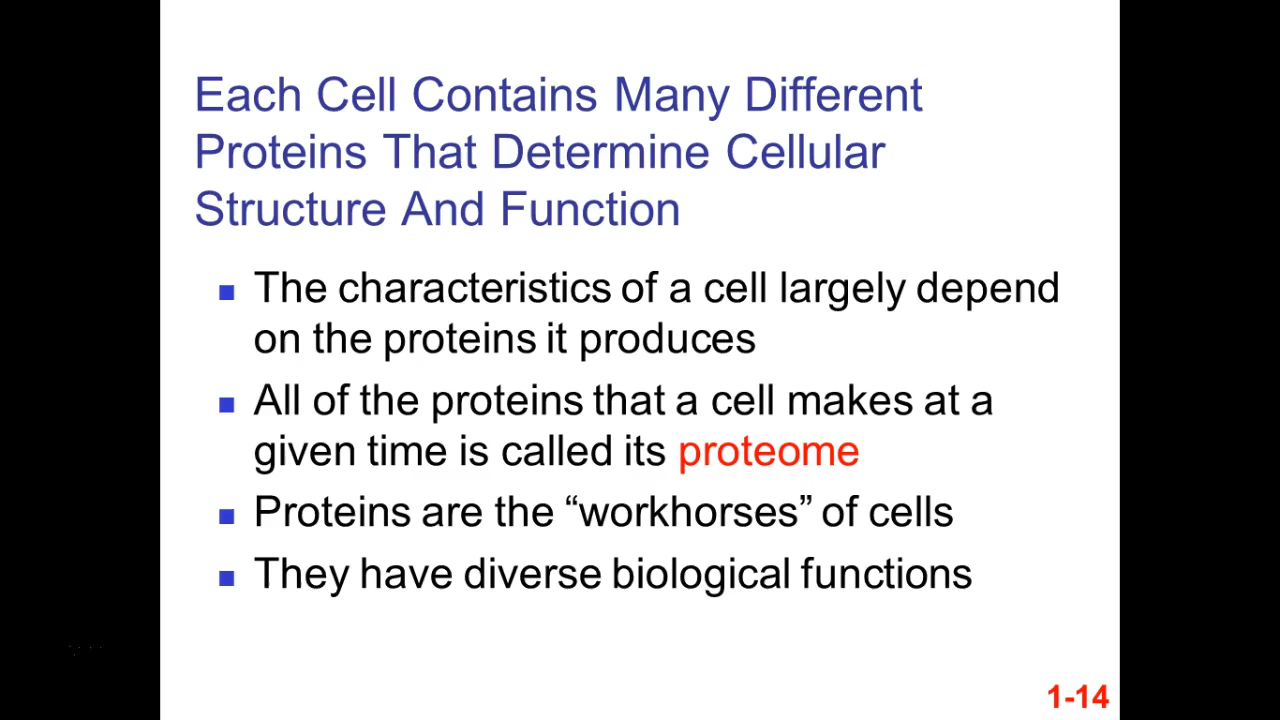 Each Cell Contains Many Different
Proteins That Determine Cellular
Structure And Function
The characteristics of a cell largely depend
on the proteins it produces
All of the proteins that a cell makes at a
given time is called its proteome
Proteins are the “workhorses” of cells
They have diverse biological functions
1-14